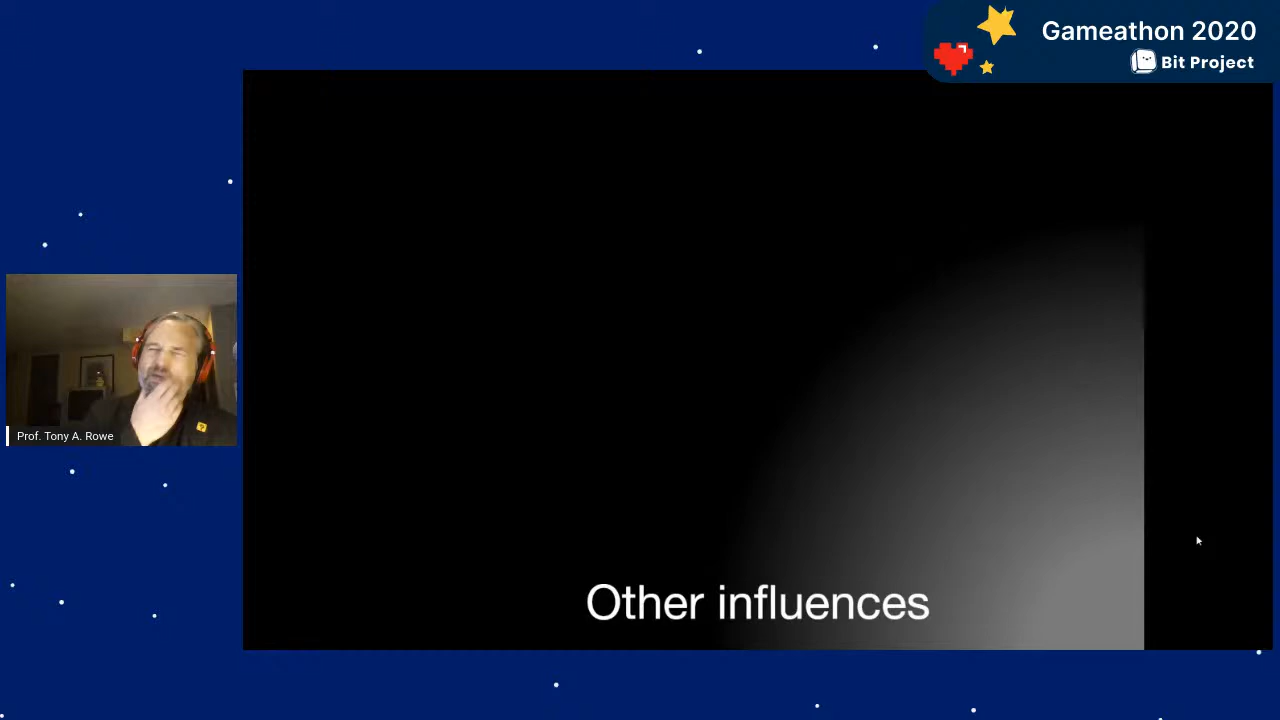 Gameathon 2020
Bit Project
Prof. Tony A. Rowe
Other influences